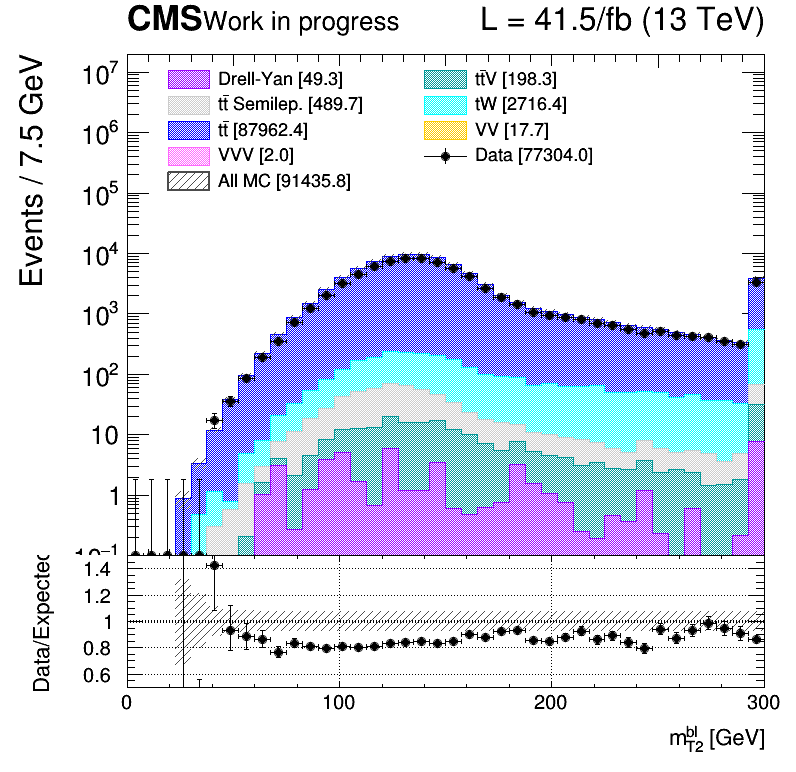 CMS Work in progress L = 41.5/fb (13 TeV)
Events / 7.5 GeV
Drell-Yan [49.3] tt̄V [198.3]
tt̄ Semilep. [489.7] tW [2716.4]
tt̄ [87962.4] VV [17.7]
VVV [2.0] Data [77304.0]
All MC [91435.8]
10⁷
10⁶
10⁵
10⁴
10³
10²
10
1
10⁻¹
Data/Expected
1.4
1.2
1
0.8
0.6
0 100 200 300
m_{T2}^{bl} [GeV]